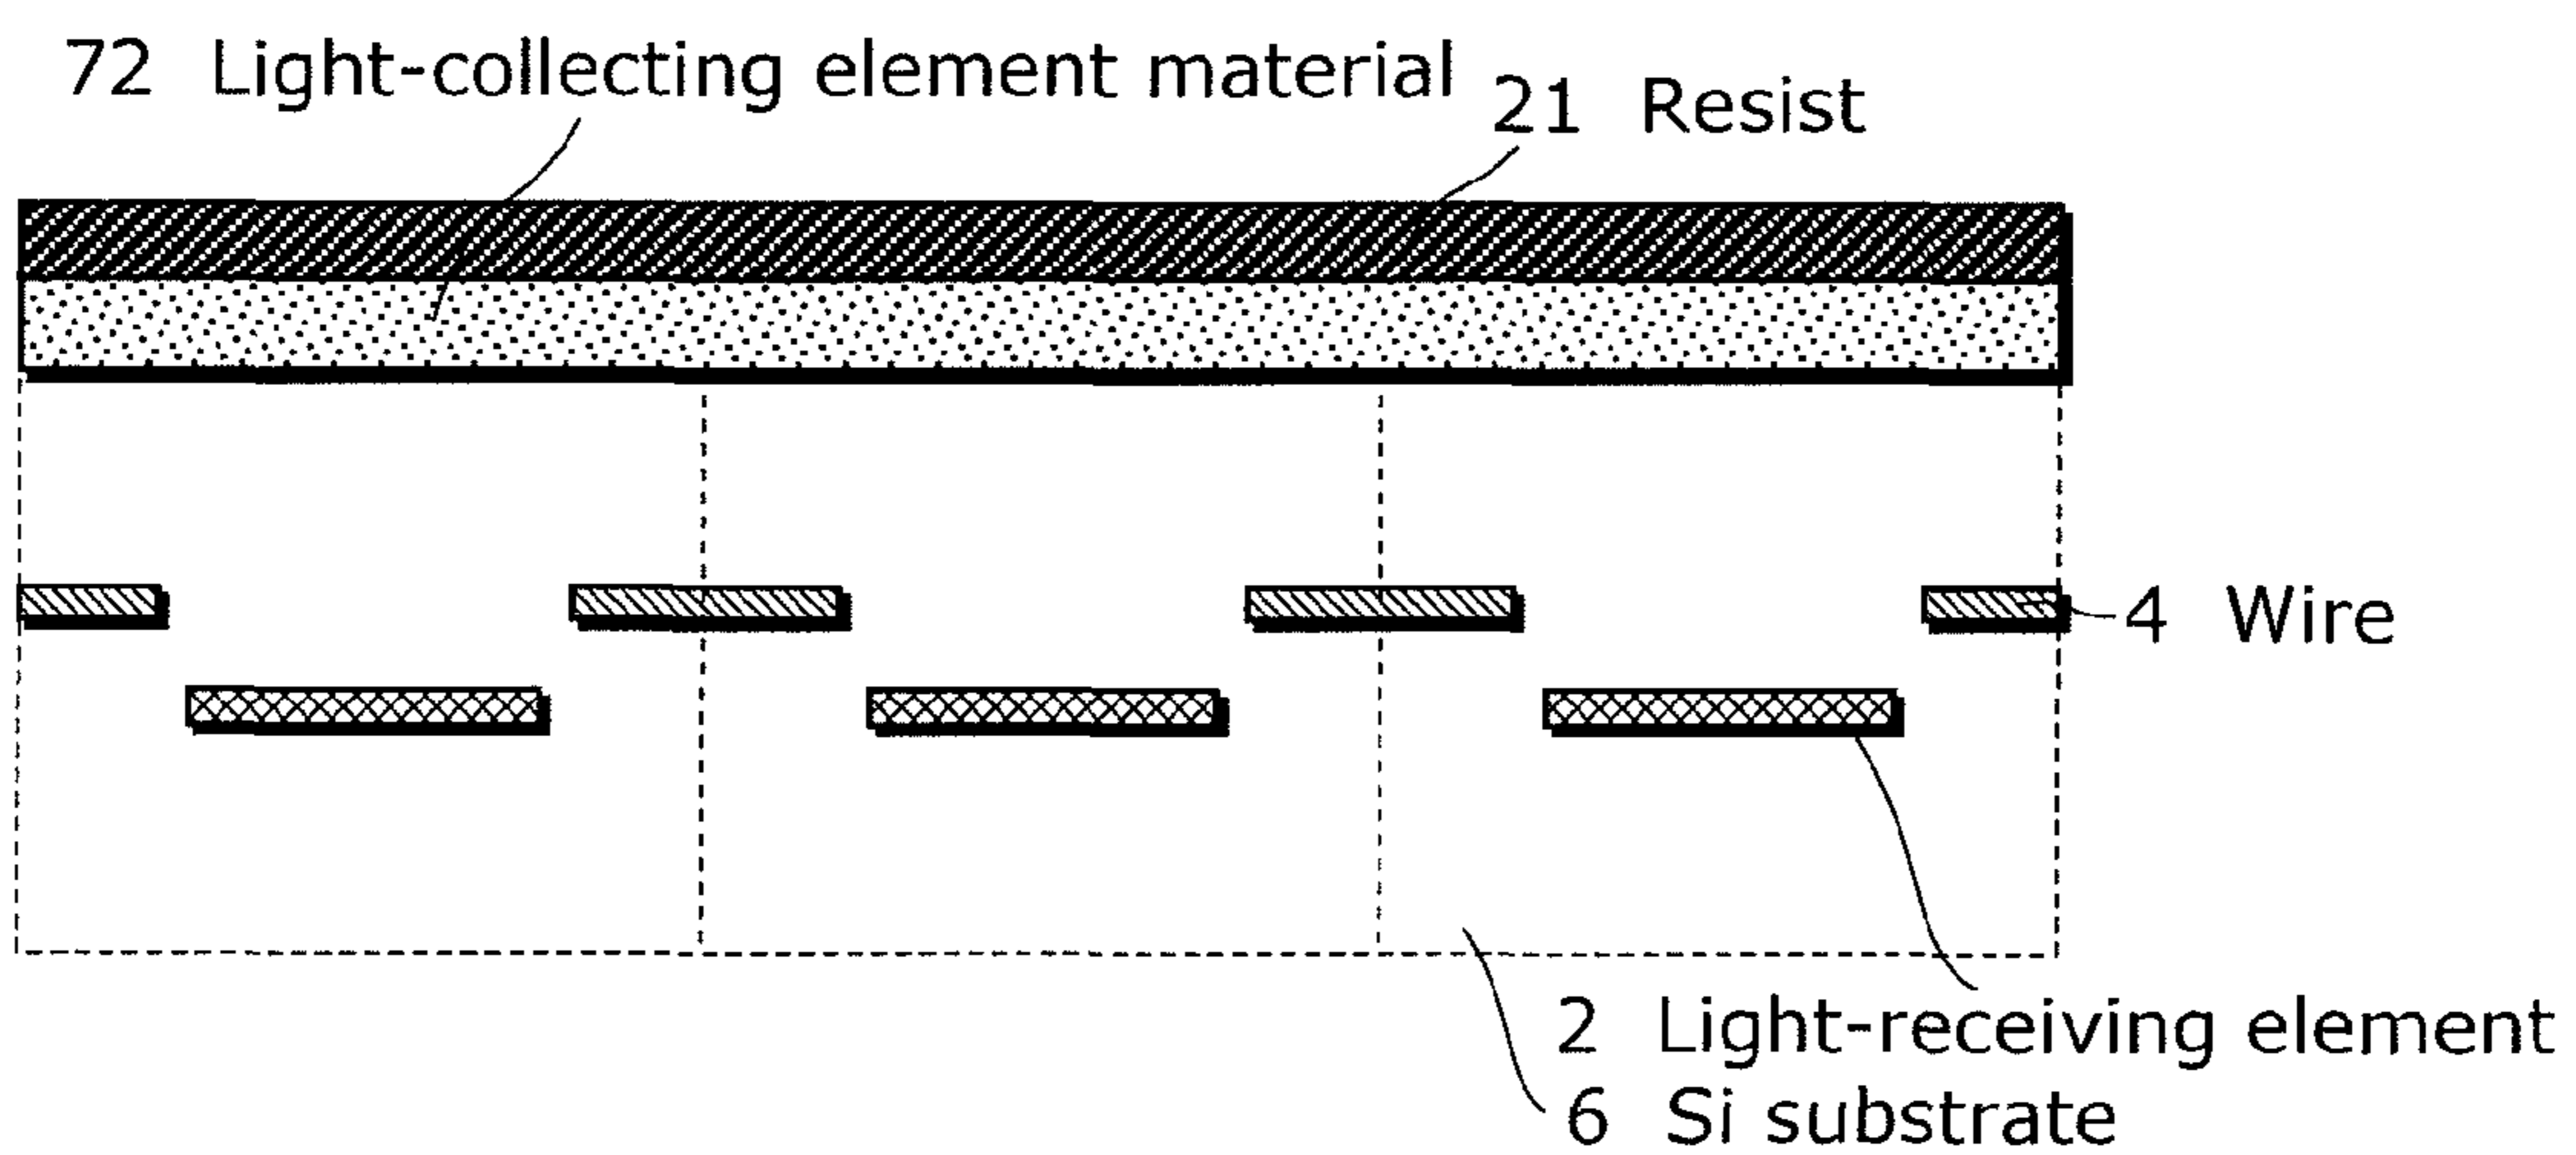 72 Light-collecting element material
21 Resist
4 Wire
2 Light-receiving element
6 Si substrate